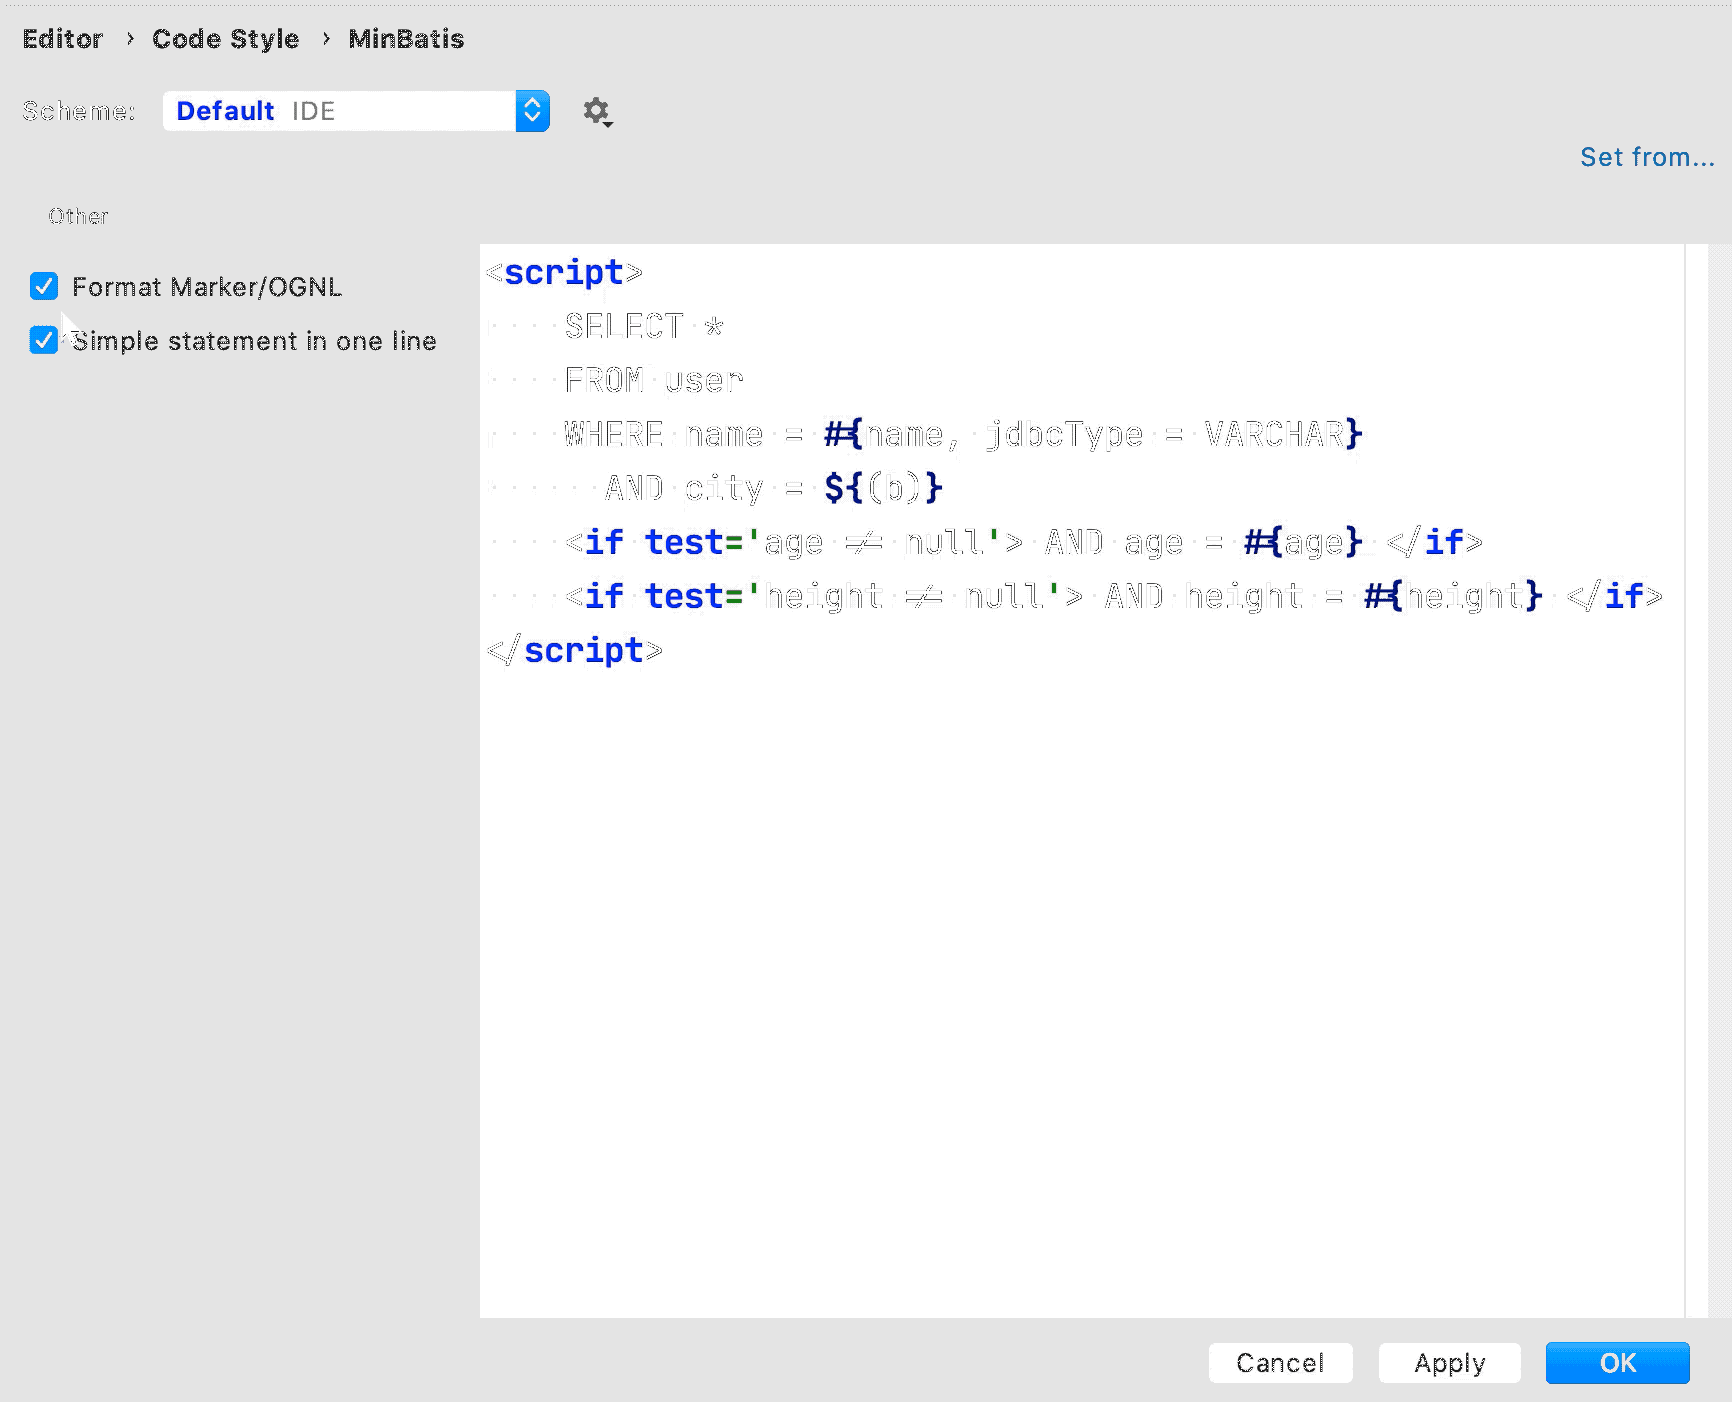 Editor › Code Style › MinBatis
Scheme: Default IDE
Set from...
Other
Format Marker/OGNL
Simple statement in one line
<script>
    SELECT *
    FROM user
    WHERE name = #{name, jdbcType = VARCHAR}
      AND city = ${(b)}
    <if test='age != null'> AND age = #{age} </if>
    <if test='height != null'> AND height = #{height} </if>
</script>
Cancel Apply OK